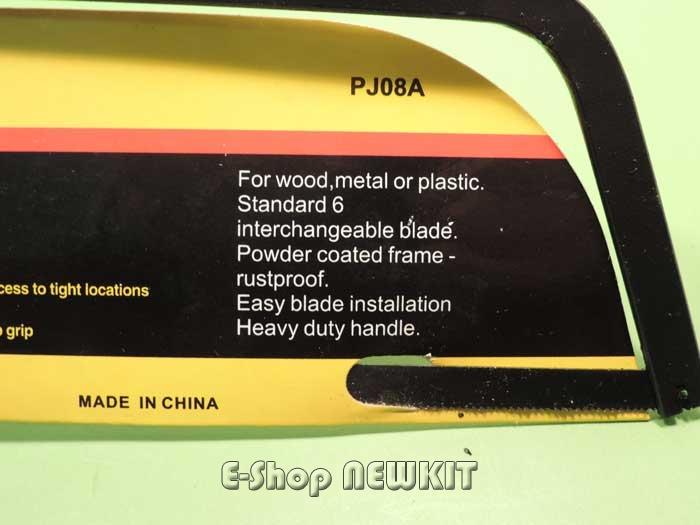 PJ08A
For wood,metal or plastic.
Standard 6
interchangeable blade.
Powder coated frame -
rustproof.
Easy blade installation
Heavy duty handle.
to tight locations
grip
MADE IN CHINA
E-Shop NEWKIT